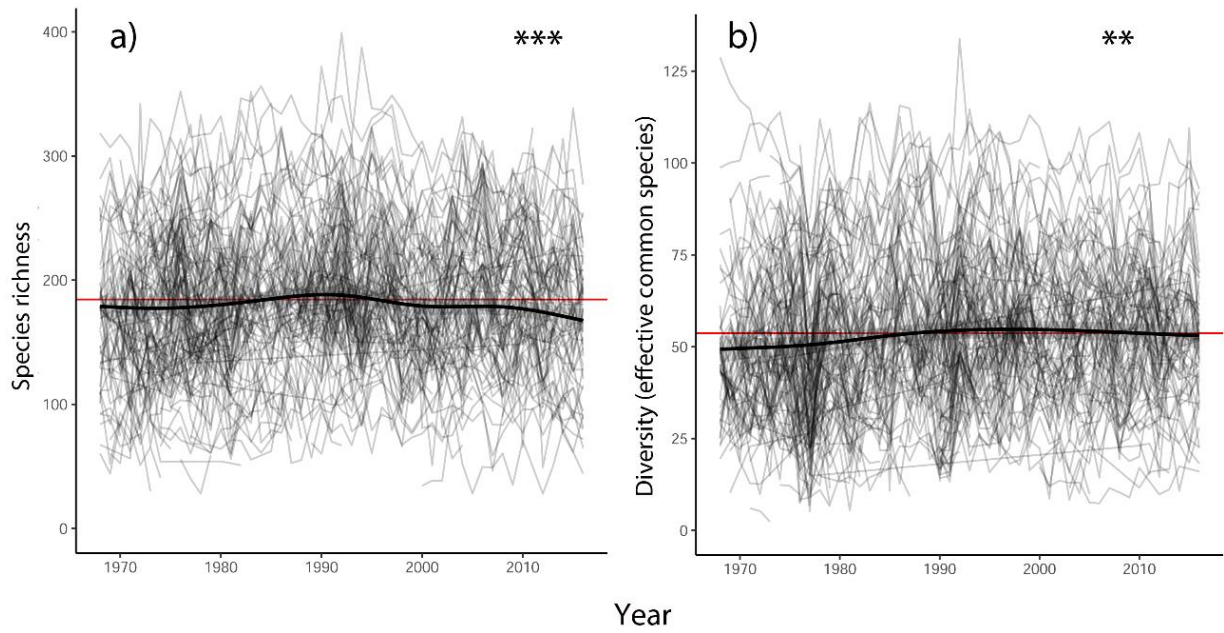 a)
***
Species richness
400
300
200
100
0
1970 1980 1990 2000 2010
b)
**
Diversity (effective common species)
125
100
75
50
25
0
1970 1980 1990 2000 2010
Year